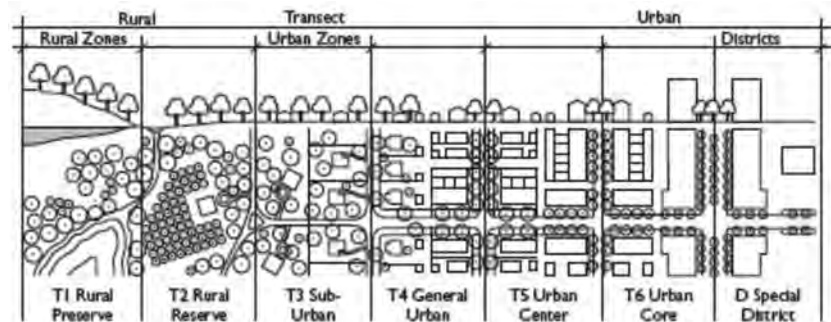 Rural Transect Urban
Rural Zones Urban Zones Districts
T1 Rural Preserve
T2 Rural Reserve
T3 Sub-Urban
T4 General Urban
T5 Urban Center
T6 Urban Core
D Special District